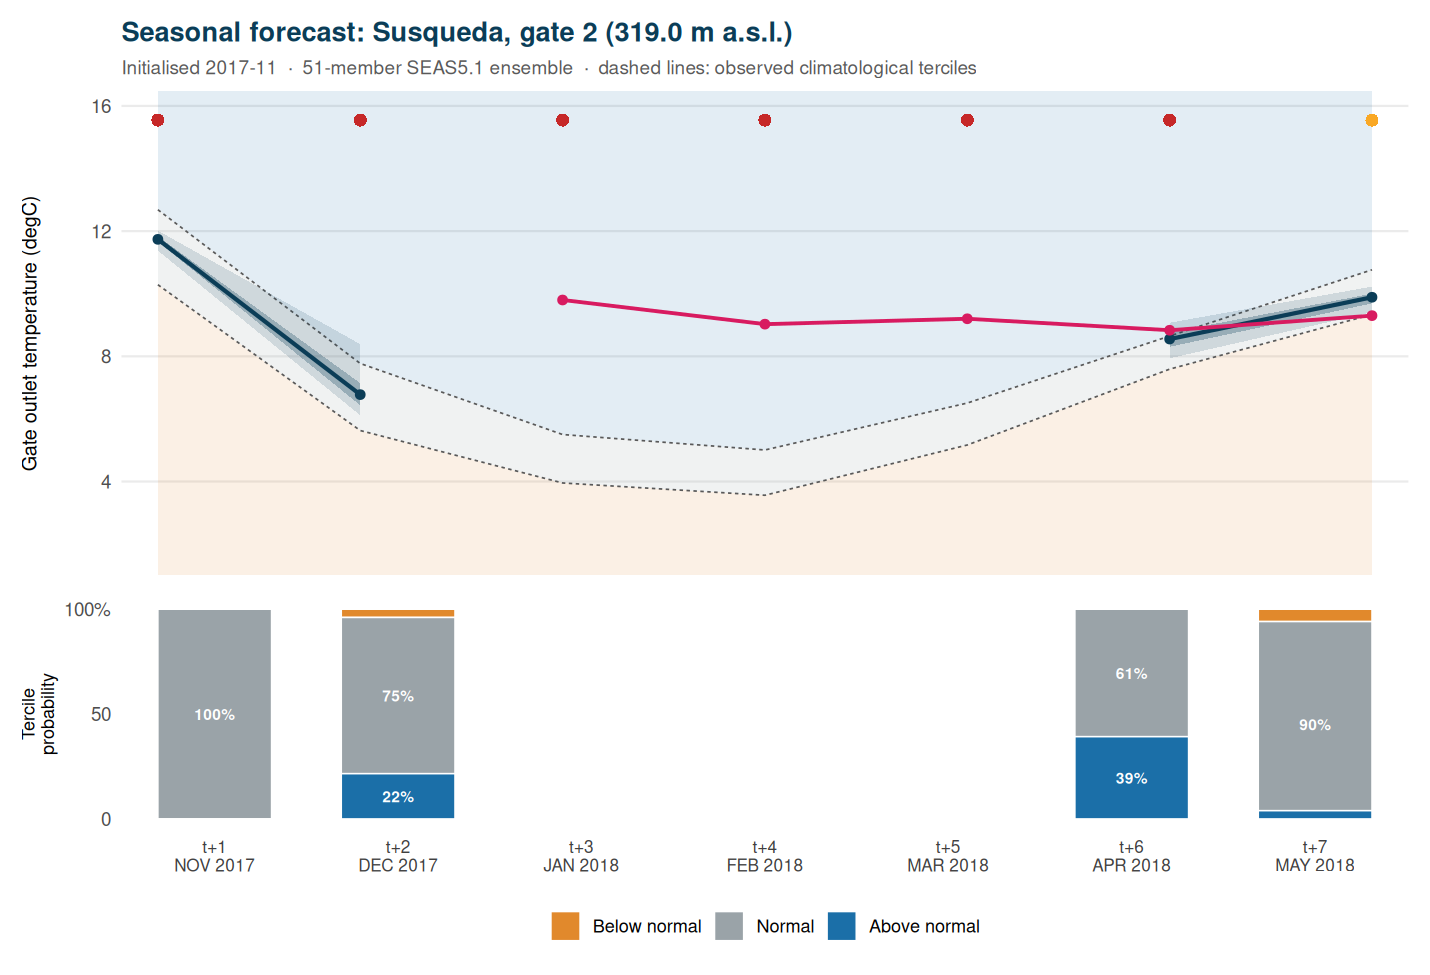 Seasonal forecast: Susqueda, gate 2 (319.0 m a.s.l.)
Initialised 2017-11 · 51-member SEAS5.1 ensemble · dashed lines: observed climatological terciles
Gate outlet temperature (degC)
16
12
8
4
Tercile
probability
100%
50
0
100%
75%
22%
61%
39%
90%
t+1
NOV 2017
t+2
DEC 2017
t+3
JAN 2018
t+4
FEB 2018
t+5
MAR 2018
t+6
APR 2018
t+7
MAY 2018
Below normal
Normal
Above normal